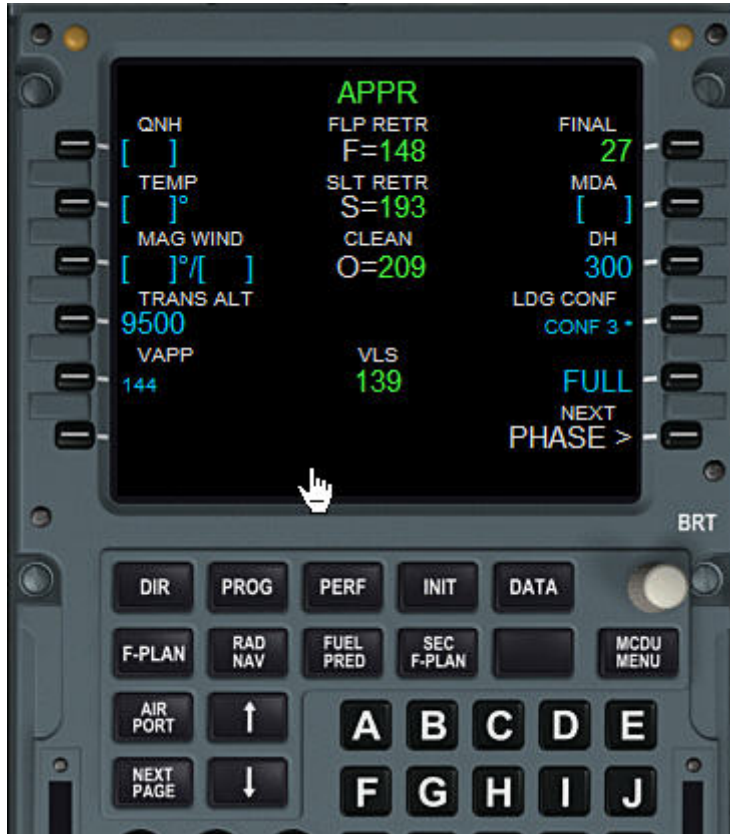 APPR
QNH FLP RETR FINAL
[ ] F=148 27
TEMP SLT RETR MDA
[ ]° S=193 [ ]
MAG WIND CLEAN DH
[ ]°/[ ] O=209 300
TRANS ALT LDG CONF
9500 CONF 3 *
VAPP VLS
144 139 FULL
NEXT
PHASE >
BRT
DIR PROG PERF INIT DATA
F-PLAN RAD NAV FUEL PRED SEC F-PLAN MCDU MENU
AIR PORT ↑ A B C D E
NEXT PAGE ↓ F G H I J